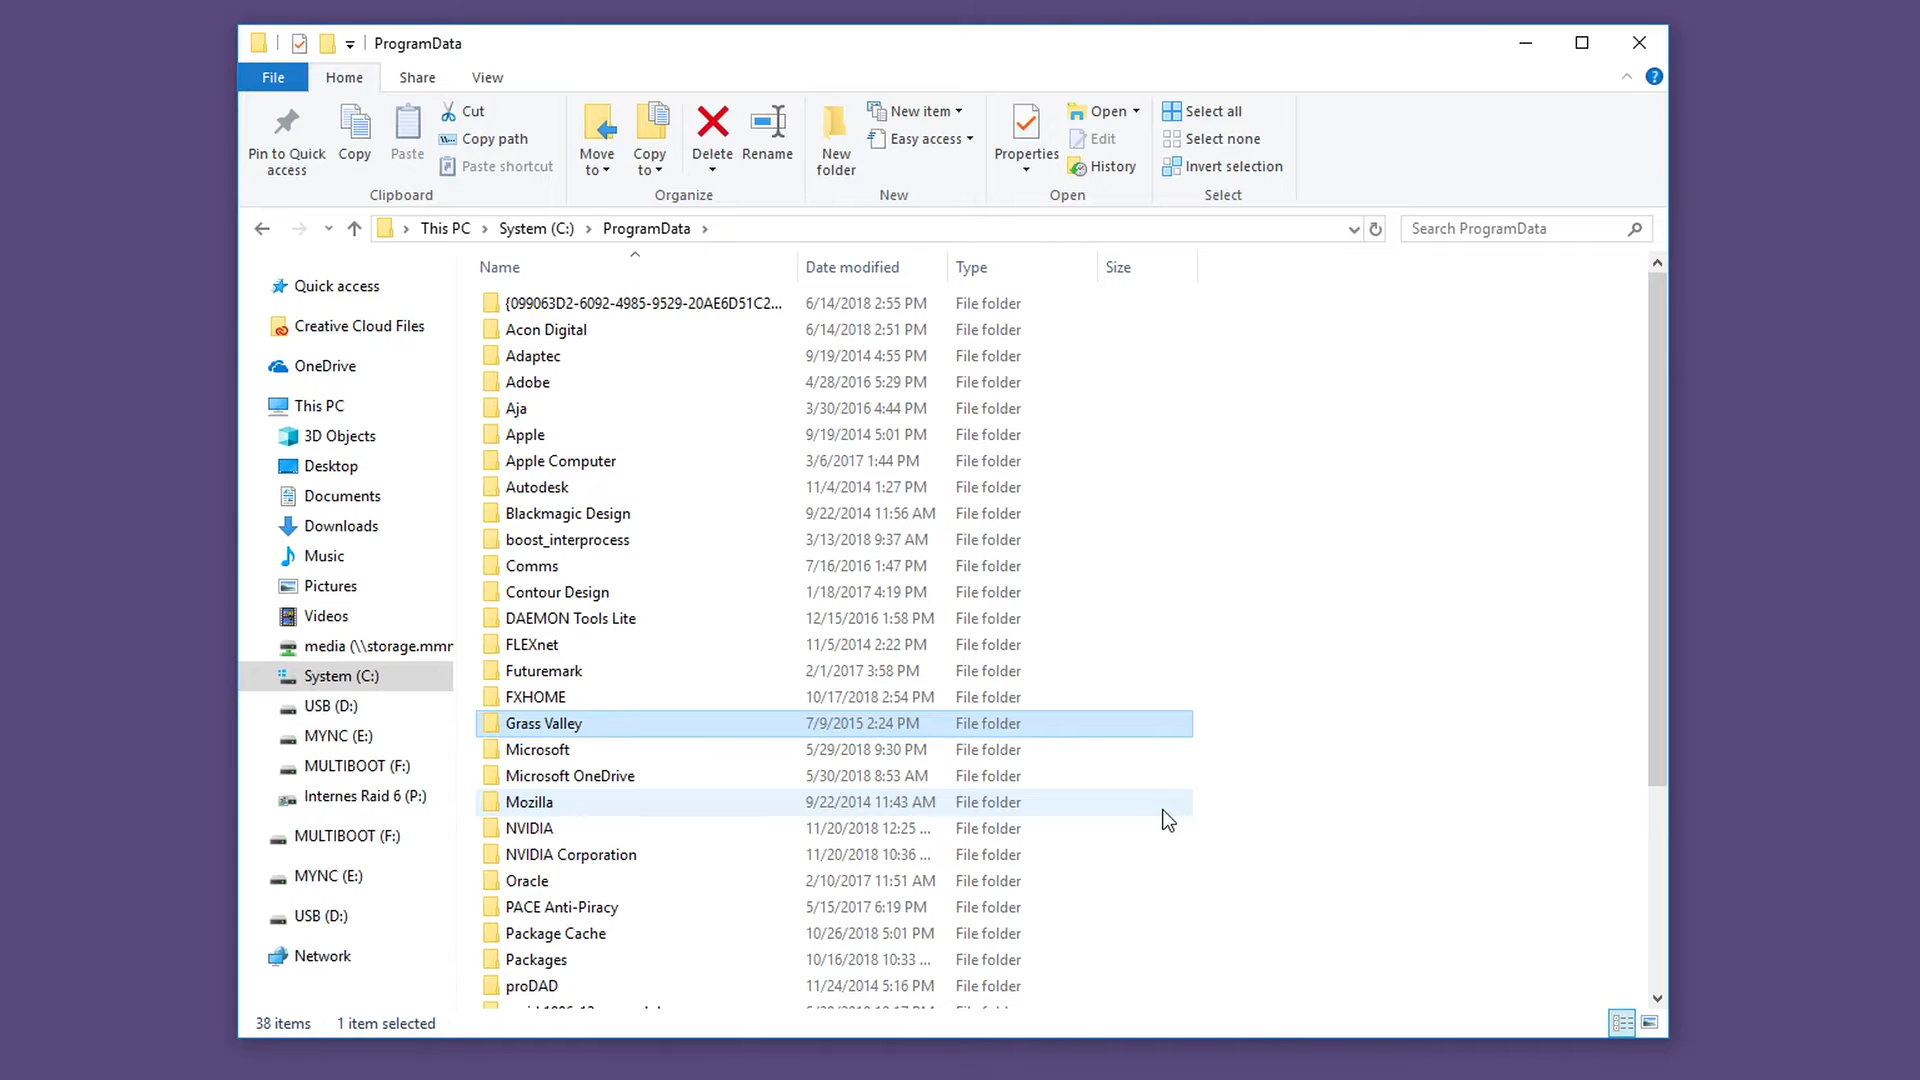 ProgramData
File Home Share View
Pin to Quick access
Copy
Paste
Cut
Copy path
Paste shortcut
Clipboard
Move to
Copy to
Delete
Rename
Organize
New folder
New item
Easy access
New
Properties
Open
Edit
History
Open
Select all
Select none
Invert selection
Select
This PC > System (C:) > ProgramData >
Search ProgramData
Quick access
Creative Cloud Files
OneDrive
This PC
3D Objects
Desktop
Documents
Downloads
Music
Pictures
Videos
media (\\storage.mmm
System (C:)
USB (D:)
MYNC (E:)
MULTIBOOT (F:)
Internes Raid 6 (P:)
MULTIBOOT (F:)
MYNC (E:)
USB (D:)
Network
Name Date modified Type Size
{099063D2-6092-4985-9529-20AE6D51C2... 6/14/2018 2:55 PM File folder
Acon Digital 6/14/2018 2:51 PM File folder
Adaptec 9/19/2014 4:55 PM File folder
Adobe 4/28/2016 5:29 PM File folder
Aja 3/30/2016 4:44 PM File folder
Apple 9/19/2014 5:01 PM File folder
Apple Computer 3/6/2017 1:44 PM File folder
Autodesk 11/4/2014 1:27 PM File folder
Blackmagic Design 9/22/2014 11:56 AM File folder
boost_interprocess 3/13/2018 9:37 AM File folder
Comms 7/16/2016 1:47 PM File folder
Contour Design 1/18/2017 4:19 PM File folder
DAEMON Tools Lite 12/15/2016 1:58 PM File folder
FLEXnet 11/5/2014 2:22 PM File folder
Futuremark 2/1/2017 3:58 PM File folder
FXHOME 10/17/2018 2:54 PM File folder
Grass Valley 7/9/2015 2:24 PM File folder
Microsoft 5/29/2018 9:30 PM File folder
Microsoft OneDrive 5/30/2018 8:53 AM File folder
Mozilla 9/22/2014 11:43 AM File folder
NVIDIA 11/20/2018 12:25 ... File folder
NVIDIA Corporation 11/20/2018 10:36 ... File folder
Oracle 2/10/2017 11:51 AM File folder
PACE Anti-Piracy 5/15/2017 6:19 PM File folder
Package Cache 10/26/2018 5:01 PM File folder
Packages 10/16/2018 10:33 ... File folder
proDAD 11/24/2014 5:16 PM File folder
38 items 1 item selected